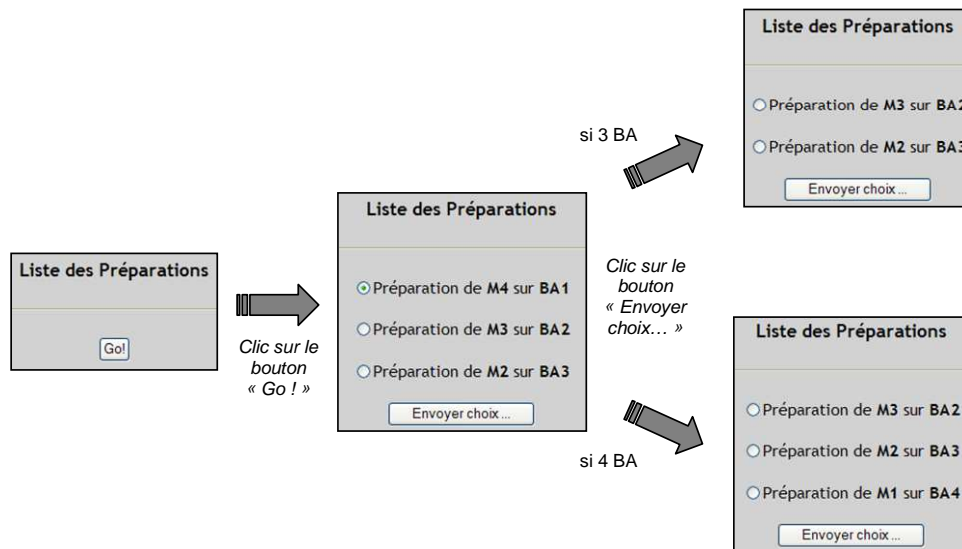 Liste des Préparations
Go!
Clic sur le
bouton
« Go ! »
Liste des Préparations
Préparation de M4 sur BA1
Préparation de M3 sur BA2
Préparation de M2 sur BA3
Envoyer choix ...
si 3 BA
Clic sur le
bouton
« Envoyer
choix… »
si 4 BA
Liste des Préparations
Préparation de M3 sur BA2
Préparation de M2 sur BA3
Envoyer choix ...
Liste des Préparations
Préparation de M3 sur BA2
Préparation de M2 sur BA3
Préparation de M1 sur BA4
Envoyer choix ...